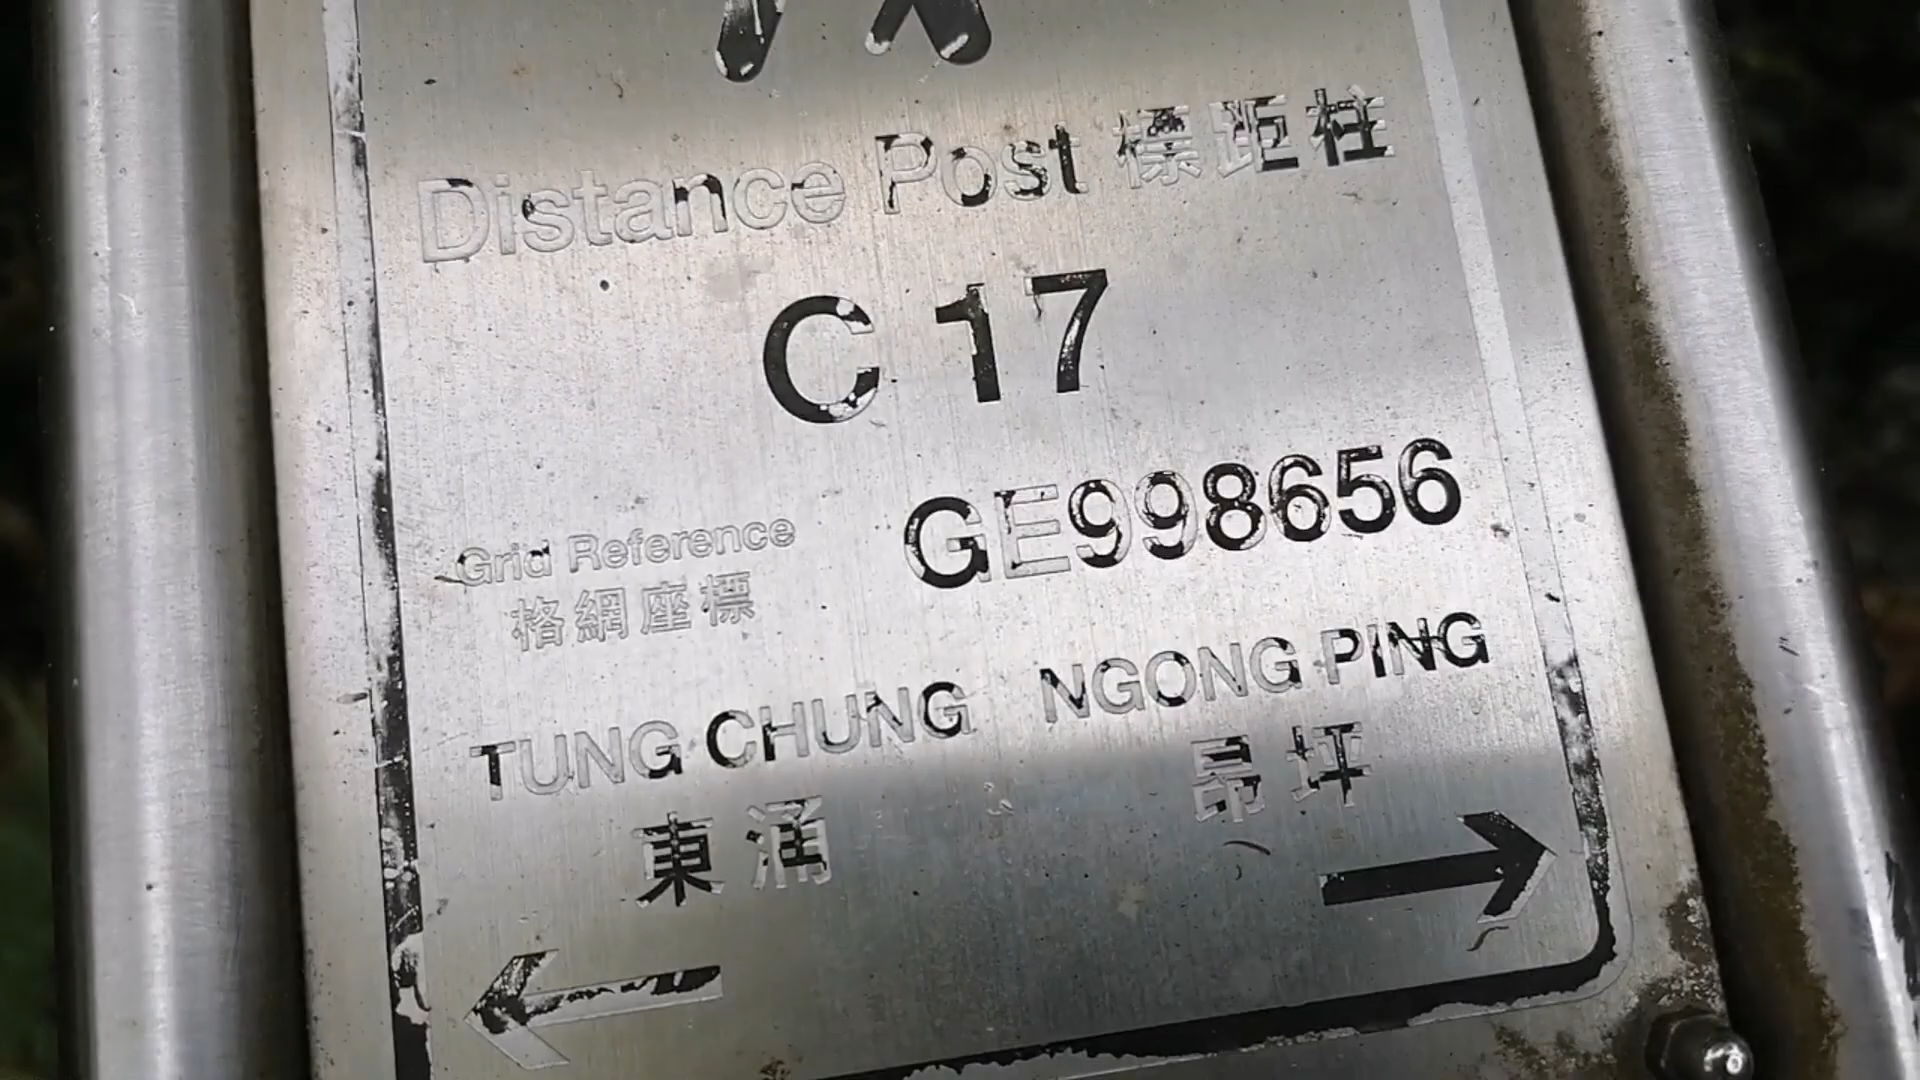 Distance Post 標距柱
C 17
Grid Reference GE998656
格網座標
TUNG CHUNG NGONG PING
東涌 昂坪